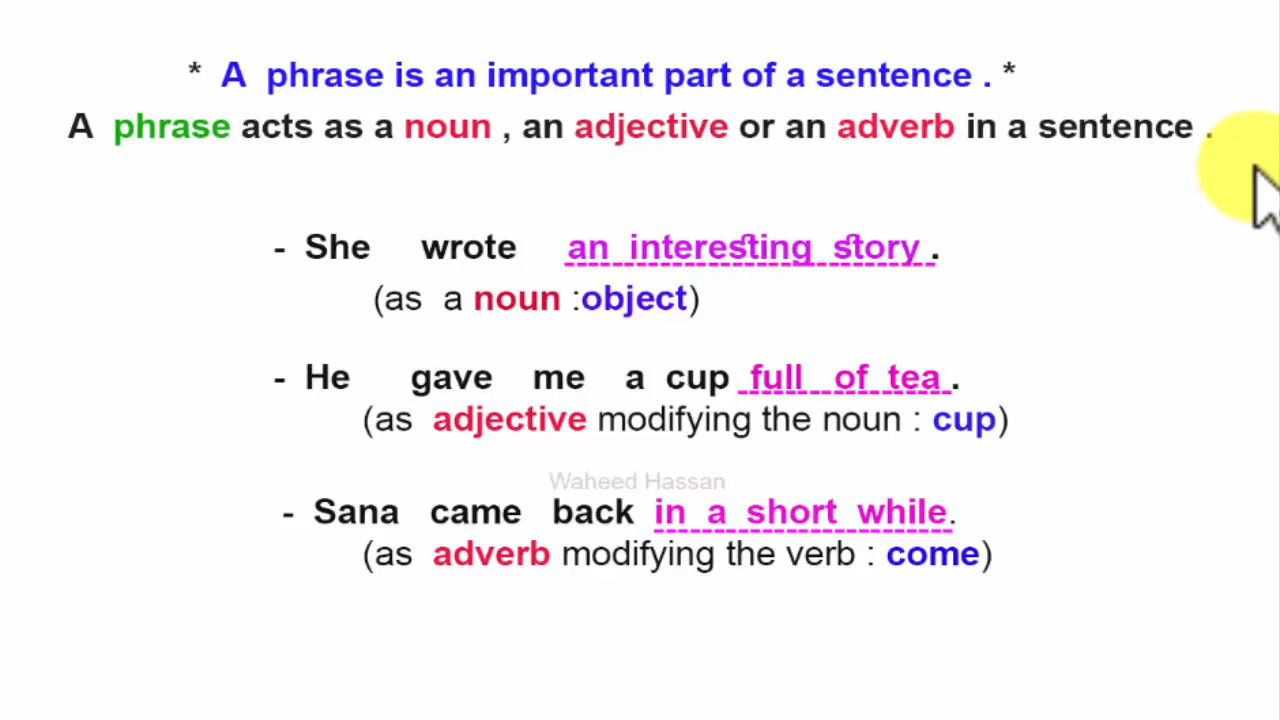 * A phrase is an important part of a sentence . *
A phrase acts as a noun , an adjective or an adverb in a sentence .
- She wrote an interesting story .
(as a noun :object)
- He gave me a cup full of tea .
(as adjective modifying the noun : cup)
Waheed Hassan
- Sana came back in a short while.
(as adverb modifying the verb : come)